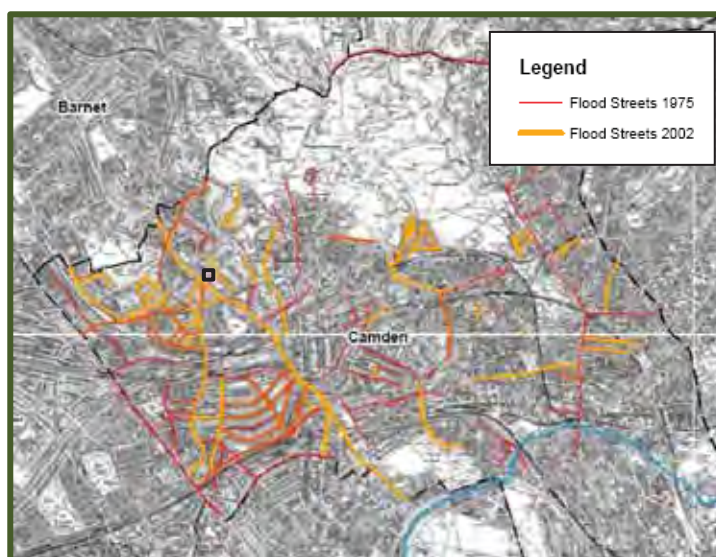 Legend
Flood Streets 1975
Flood Streets 2002
Barnet
Camden